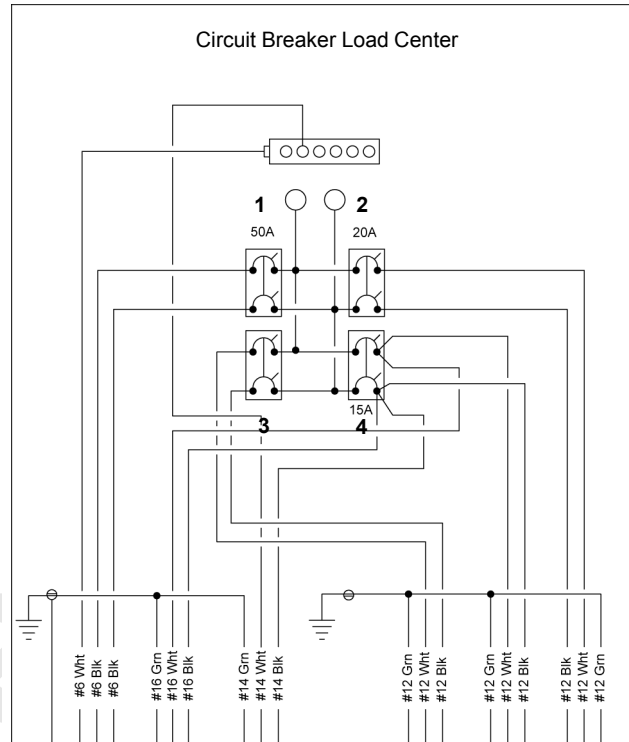 Circuit Breaker Load Center
1
2
50A
20A
15A
3
4
#6 Wht
#6 Blk
#6 Blk
#16 Grn
#16 Wht
#16 Blk
#14 Grn
#14 Wht
#14 Blk
#12 Grn
#12 Wht
#12 Blk
#12 Grn
#12 Wht
#12 Blk
#12 Blk
#12 Wht
#12 Grn